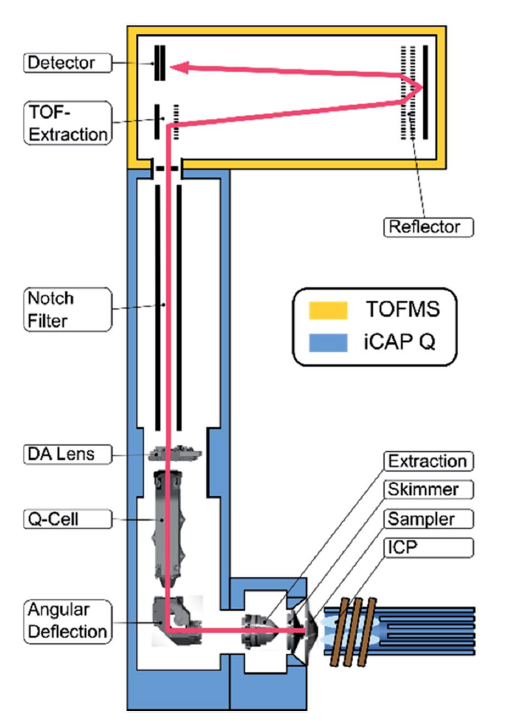 Detector
TOF-
Extraction
Reflector
Notch
Filter
TOFMS
iCAP Q
DA Lens
Extraction
Skimmer
Q-Cell
Sampler
ICP
Angular
Deflection